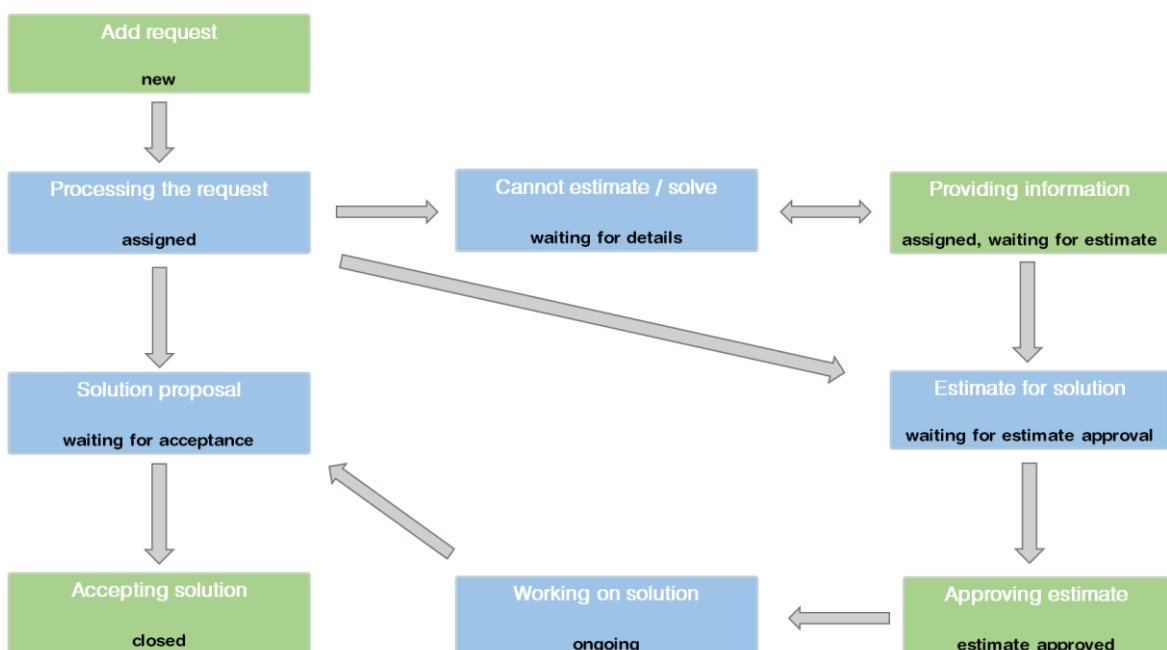 Add request
new
Processing the request
assigned
Cannot estimate / solve
waiting for details
Providing information
assigned, waiting for estimate
Solution proposal
waiting for acceptance
Estimate for solution
waiting for estimate approval
Accepting solution
closed
Working on solution
ongoing
Approving estimate
estimate approved